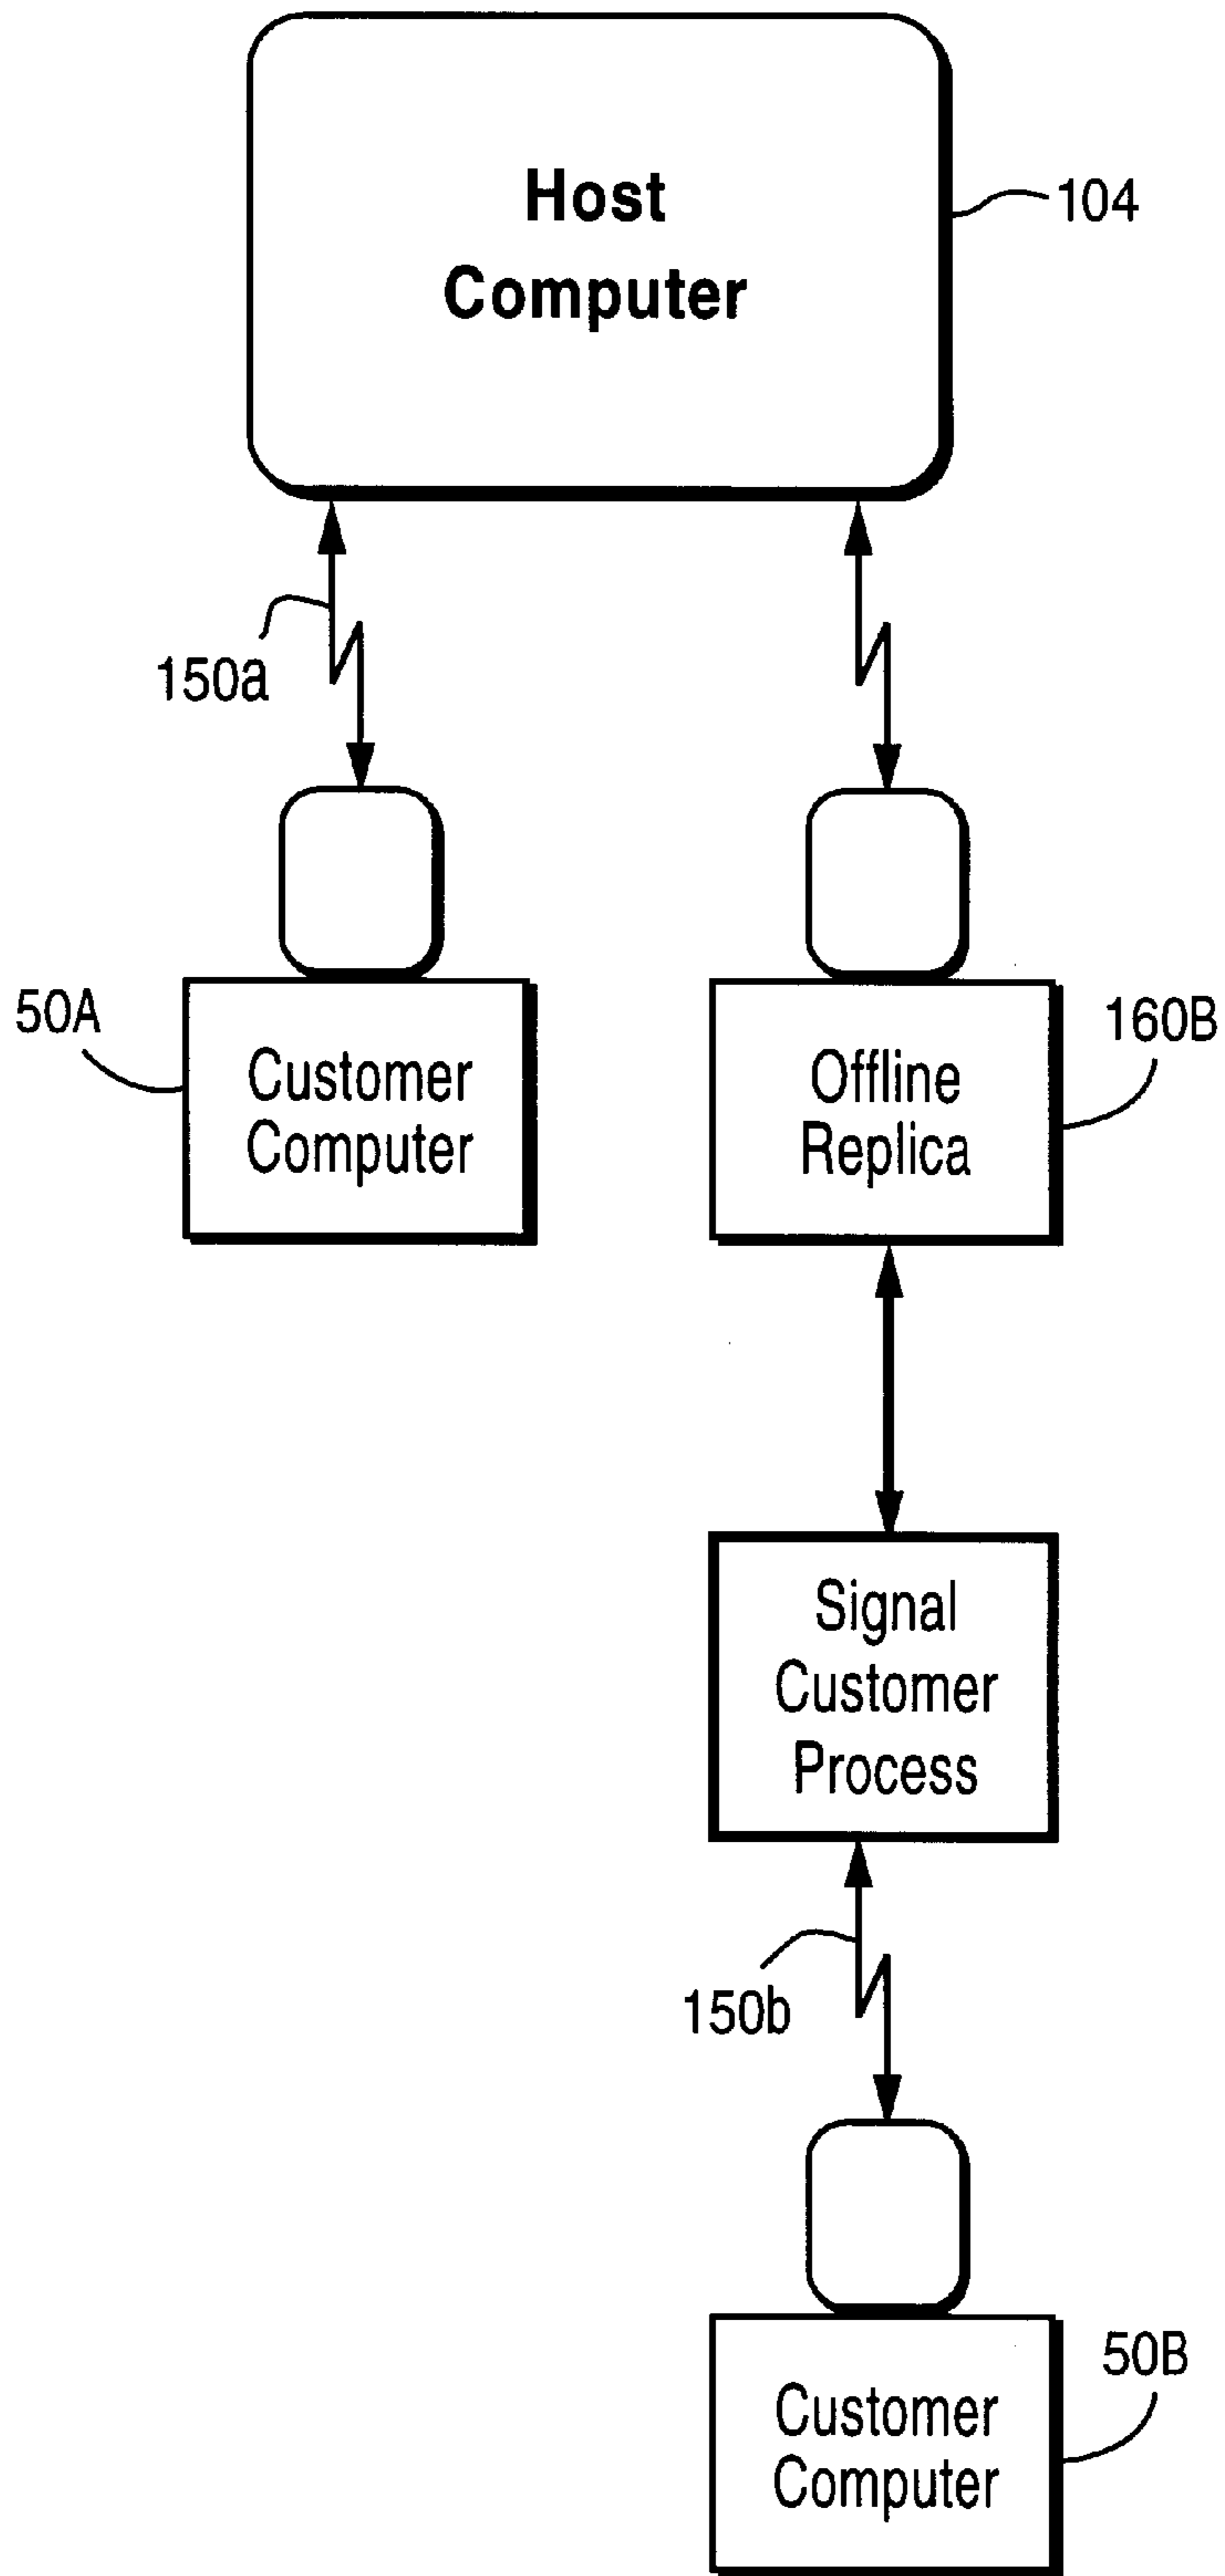 Host
Computer
104
150a
50A
Customer
Computer
Offline
Replica
160B
Signal
Customer
Process
150b
50B
Customer
Computer